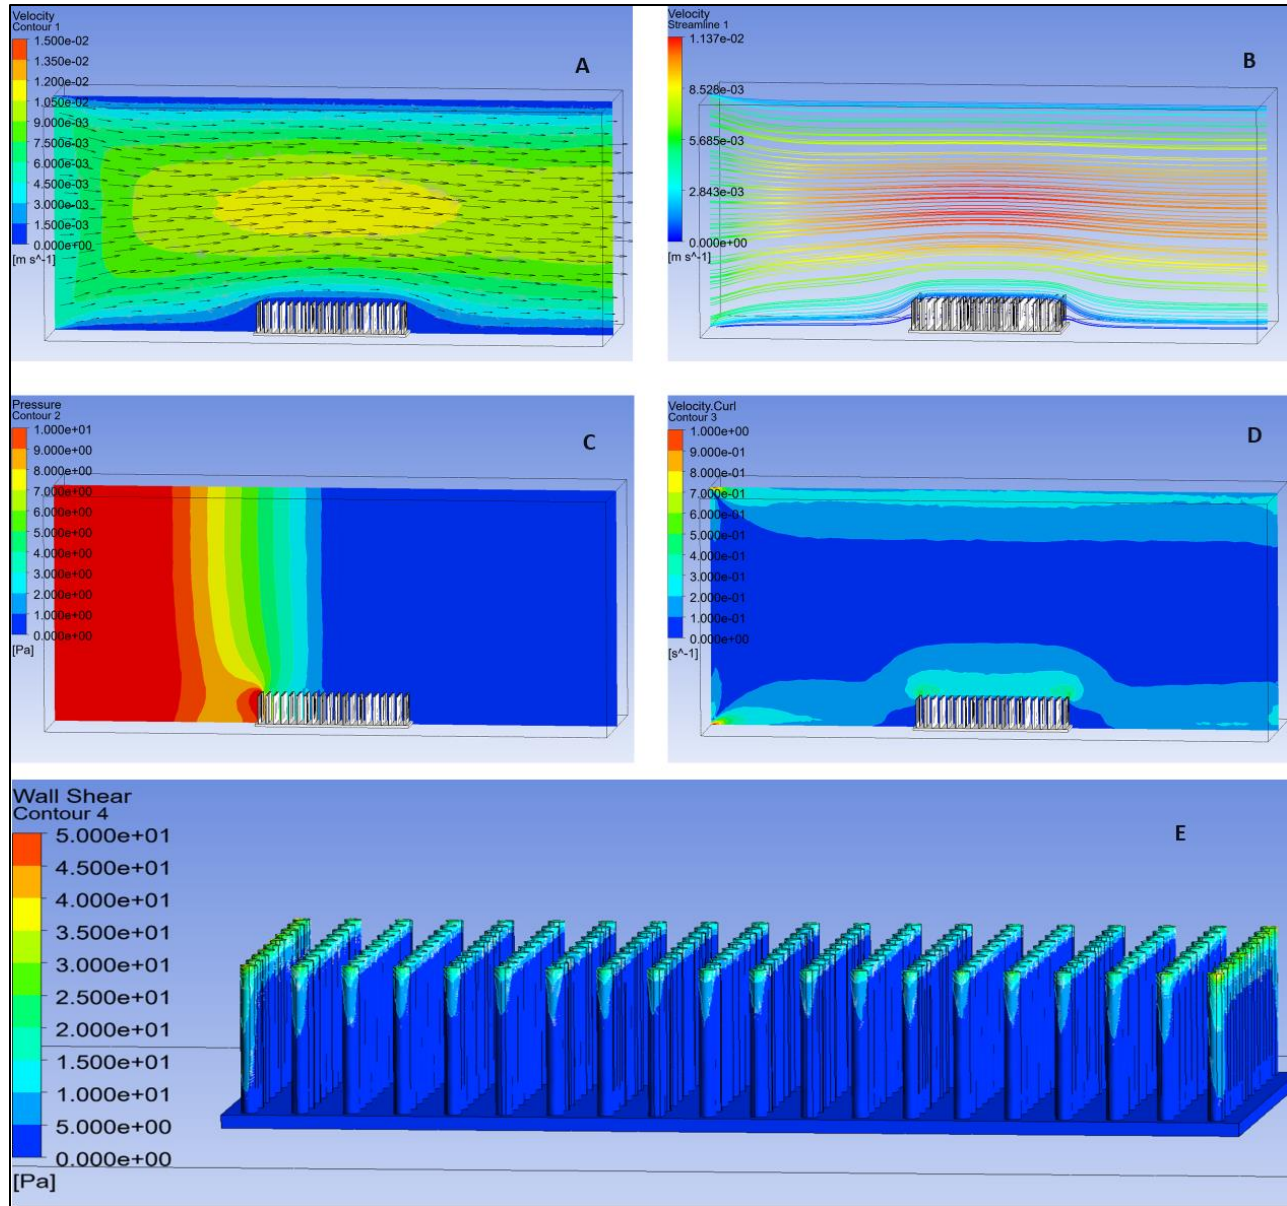 Velocity
Contour 1
1.500e-02
1.350e-02
1.200e-02
1.050e-02
9.000e-03
7.500e-03
6.000e-03
4.500e-03
3.000e-03
1.500e-03
0.000e+00
[m s^-1]
A
Velocity
Streamline 1
1.137e-02
8.528e-03
5.685e-03
2.843e-03
0.000e+00
[m s^-1]
B
Pressure
Contour 2
1.000e+01
9.000e+00
8.000e+00
7.000e+00
6.000e+00
5.000e+00
4.000e+00
3.000e+00
2.000e+00
1.000e+00
0.000e+00
[Pa]
C
Velocity.Curl
Contour 3
1.000e+00
9.000e-01
8.000e-01
7.000e-01
6.000e-01
5.000e-01
4.000e-01
3.000e-01
2.000e-01
1.000e-01
0.000e+00
[s^-1]
D
Wall Shear
Contour 4
5.000e+01
4.500e+01
4.000e+01
3.500e+01
3.000e+01
2.500e+01
2.000e+01
1.500e+01
1.000e+01
5.000e+00
0.000e+00
[Pa]
E